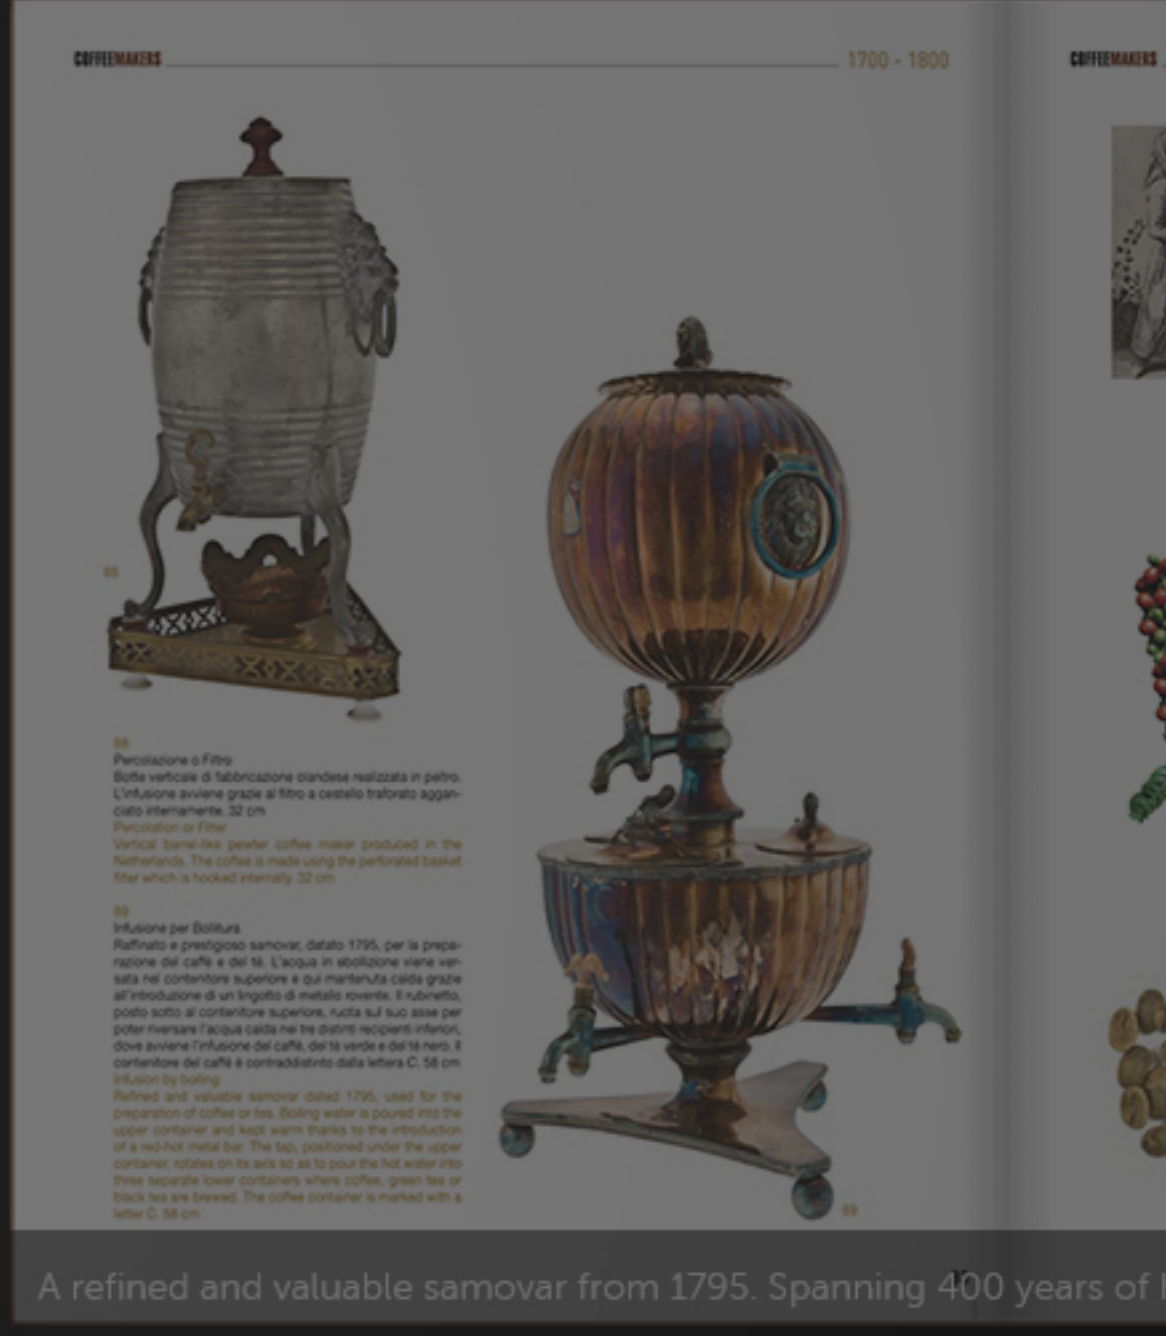 COFFEEMAKERS
1700 - 1800
COFFEEMAKERS
88
88
Percolazione o Filtro
Botte verticale di fabbricazione olandese realizzata in peltro.
L'infusione avviene grazie al filtro a cestello traforato aggan-
ciato internamente. 32 cm
Percolation or Filter
Vertical barrel-like pewter coffee maker produced in the
Netherlands. The coffee is made using the perforated basket
filter which is hooked internally. 32 cm
89
Infusione per Bollitura
Raffinato e prestigioso samovar, datato 1795, per la prepa-
razione del caffè e del tè. L'acqua in ebollizione viene ver-
sata nel contenitore superiore e qui mantenuta calda grazie
all'introduzione di un lingotto di metallo rovente. Il rubinetto,
posto sotto al contenitore superiore, ruota sul suo asse per
poter riversare l'acqua calda nei tre distinti recipienti inferiori,
dove avviene l'infusione del caffè, del tè verde e del tè nero. Il
contenitore del caffè è contraddistinto dalla lettera C. 58 cm
Infusion by boiling
Refined and valuable samovar dated 1795, used for the
preparation of coffee or tea. Boiling water is poured into the
upper container and kept warm thanks to the introduction
of a red-hot metal bar. The tap, positioned under the upper
container, rotates on its axis so as to pour the hot water into
three separate lower containers where coffee, green tea or
black tea are brewed. The coffee container is marked with a
letter C. 58 cm
89
A refined and valuable samovar from 1795. Spanning 400 years of